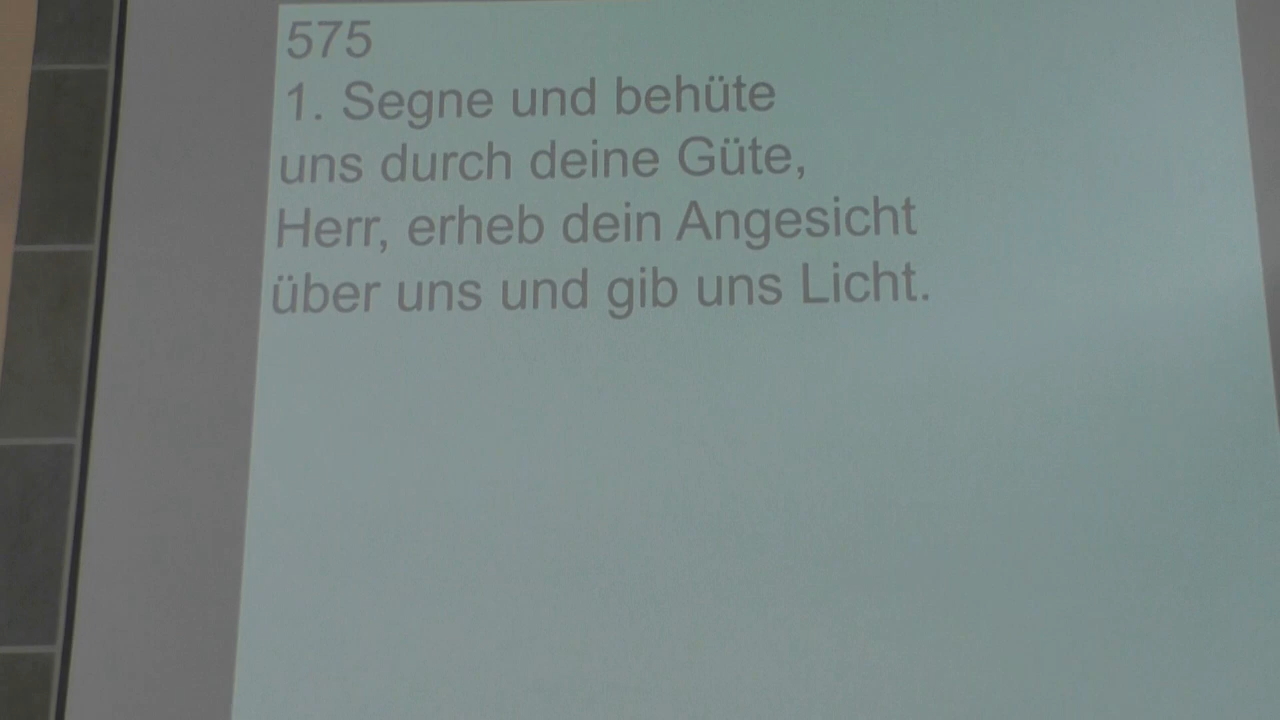 575
1. Segne und behüte
uns durch deine Güte,
Herr, erheb dein Angesicht
über uns und gib uns Licht.